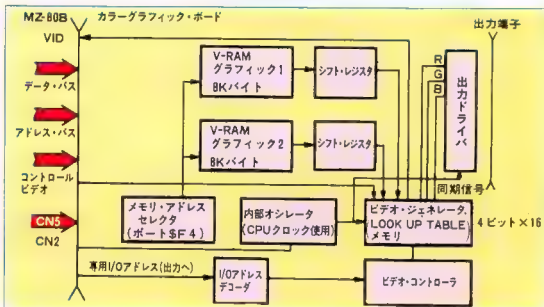 MZ-80B カラーグラフィック・ボード
出力端子
VID
データ・バス
アドレス・バス
コントロール
ビデオ
CN5
CN2
V-RAM
グラフィック1
8Kバイト
シフト・レジスタ
V-RAM
グラフィック2
8Kバイト
シフト・レジスタ
R
G
B
出力ドライバ
同期信号
メモリ・アドレス
セレクタ
(ポート$F4)
内部オシレータ
(CPUクロック使用)
ビデオ・ジェネレータ
(LOOK UP TABLE)
メモリ
4ビット×16
専用I/Oアドレス(出力へ)
I/Oアドレス
デコーダ
ビデオ・コントローラ